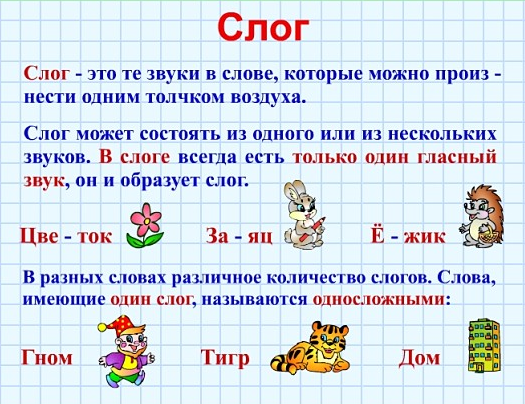 Слог
Слог - это те звуки в слове, которые можно произ -
нести одним толчком воздуха.
Слог может состоять из одного или из нескольких
звуков. В слоге всегда есть только один гласный
звук, он и образует слог.
Цве - ток За - яц Ё - жик
В разных словах различное количество слогов. Слова,
имеющие один слог, называются односложными:
Гном Тигр Дом